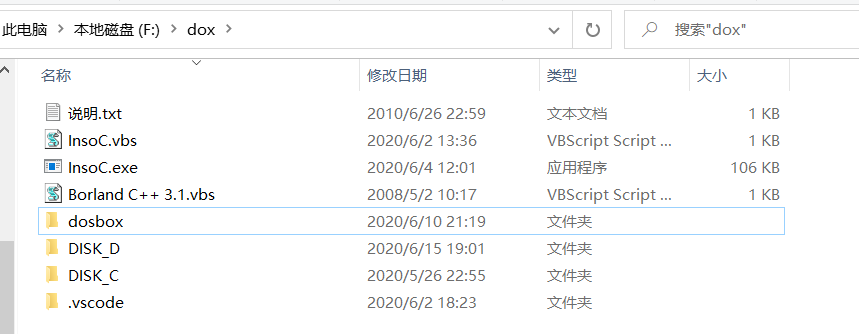 此电脑 > 本地磁盘 (F:) > dox >
搜索"dox"
名称 修改日期 类型 大小
说明.txt 2010/6/26 22:59 文本文档 1 KB
InsoC.vbs 2020/6/2 13:36 VBScript Script ... 1 KB
InsoC.exe 2020/6/4 12:01 应用程序 106 KB
Borland C++ 3.1.vbs 2008/5/2 10:17 VBScript Script ... 1 KB
dosbox 2020/6/10 21:19 文件夹
DISK_D 2020/6/15 19:01 文件夹
DISK_C 2020/5/26 22:55 文件夹
.vscode 2020/6/2 18:23 文件夹